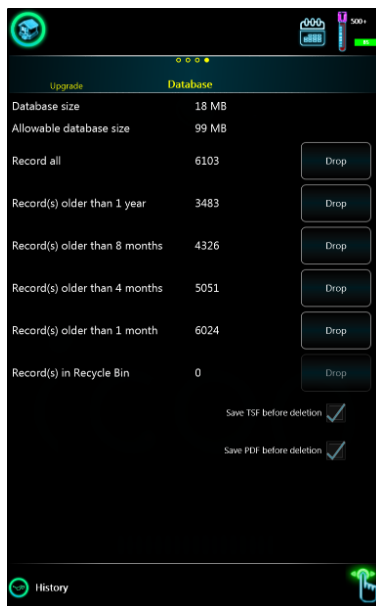 500+
Upgrade Database
Database size 18 MB
Allowable database size 99 MB
Record all 6103 Drop
Record(s) older than 1 year 3483 Drop
Record(s) older than 8 months 4326 Drop
Record(s) older than 4 months 5051 Drop
Record(s) older than 1 month 6024 Drop
Record(s) in Recycle Bin 0 Drop
Save TSF before deletion
Save PDF before deletion
History